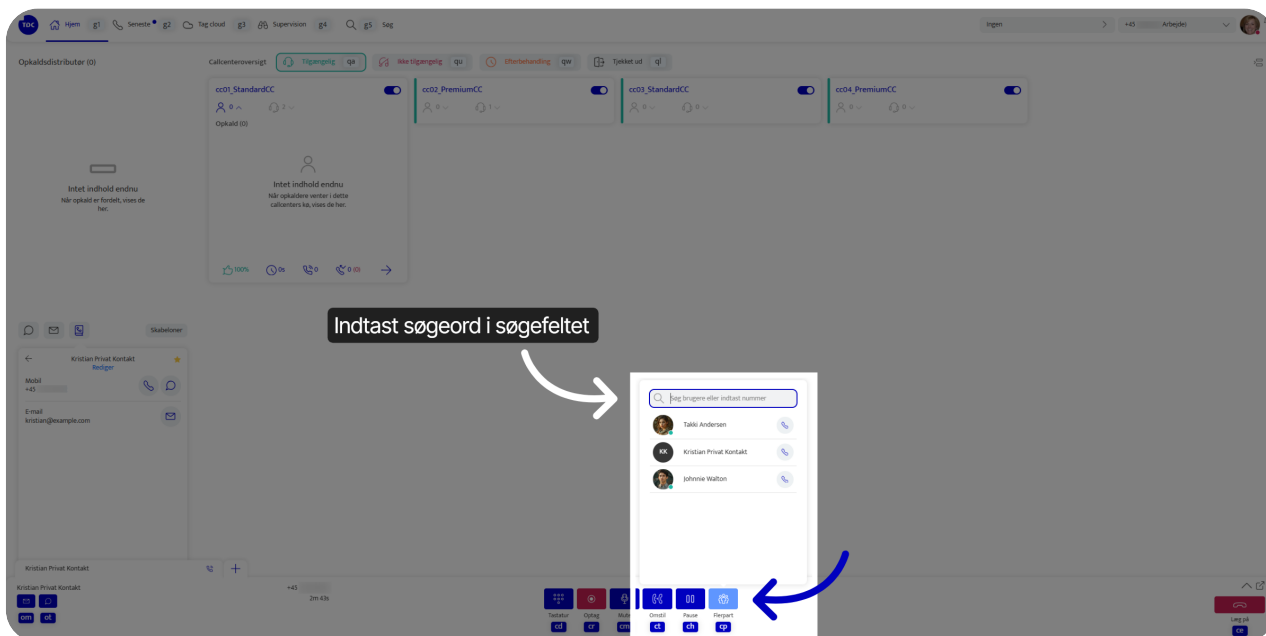 TDC Hjem g1 Seneste g2 Tag cloud g3 Supervision g4 g5 Søg Ingen +45 Arbejdei
Opkaldsdistributør (0)
Callcenteroversigt Tilgængelig qa Ikke tilgængelig qu Efterbehandling qw Tjekket ud ql
cc01_StandardCC cc02_PremiumCC cc03_StandardCC cc04_PremiumCC
0 2 0 1 0 0 0 0
Opkald (0)
Intet indhold endnu
Når opkald er fordelt, vises de
her.
Intet indhold endnu
Når opkaldere venter i dette
callcenters kø, vises de her.
100% 0s 0 0 (0)
Indtast søgeord i søgefeltet
Skabeloner
Kristian Privat Kontakt
Rediger
Mobil
+45
E-mail
kristian@example.com
Søg brugere eller indtast nummer
Takki Andersen
KK Kristian Privat Kontakt
Johnnie Walton
Kristian Privat Kontakt
Kristian Privat Kontakt
om ot
+45
2m 43s
Tastatur Optag Mute Omstil Pause Flerpart
cd cr cm ct ch cp
Læg på
ce